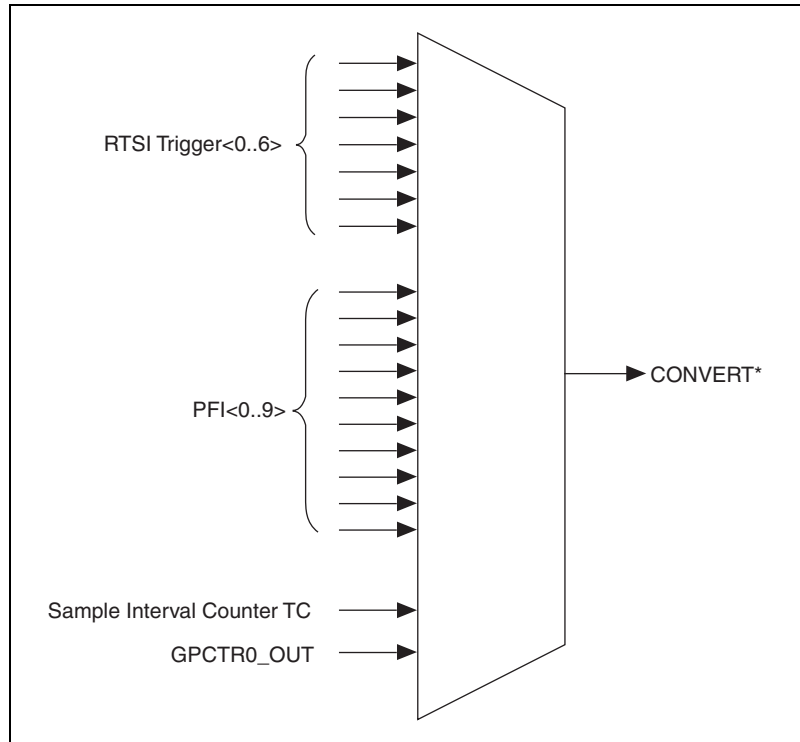 RTSI Trigger<0..6>
PFI<0..9>
CONVERT*
Sample Interval Counter TC
GPCTR0_OUT